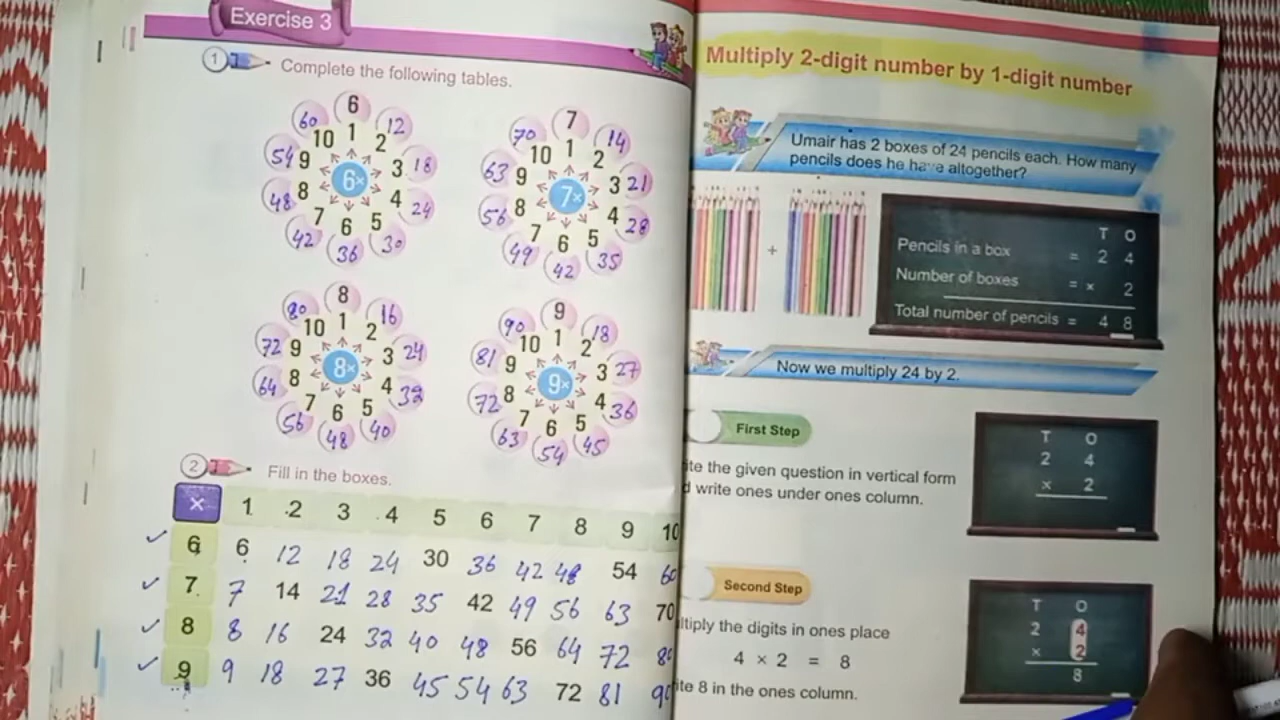 Exercise 3
1 Complete the following tables.
6×
1 2 3 4 5 6 7 8 9 10
6 12 18 24 30 36 42 48 54 60
7×
1 2 3 4 5 6 7 8 9 10
7 14 21 28 35 42 49 56 63 70
8×
1 2 3 4 5 6 7 8 9 10
8 16 24 32 40 48 56 64 72 80
9×
1 2 3 4 5 6 7 8 9 10
9 18 27 36 45 54 63 72 81 90
2 Fill in the boxes.
× 1 2 3 4 5 6 7 8 9 10
6 6 12 18 24 30 36 42 48 54 60
7 7 14 21 28 35 42 49 56 63 70
8 8 16 24 32 40 48 56 64 72 80
9 9 18 27 36 45 54 63 72 81 90
Multiply 2-digit number by 1-digit number
Umair has 2 boxes of 24 pencils each. How many
pencils does he have altogether?
+
T O
Pencils in a box = 2 4
Number of boxes = × 2
Total number of pencils = 4 8
Now we multiply 24 by 2.
First Step
ite the given question in vertical form
d write ones under ones column.
T O
2 4
× 2
Second Step
ltiply the digits in ones place
4 × 2 = 8
ite 8 in the ones column.
T O
2 4
× 2
8